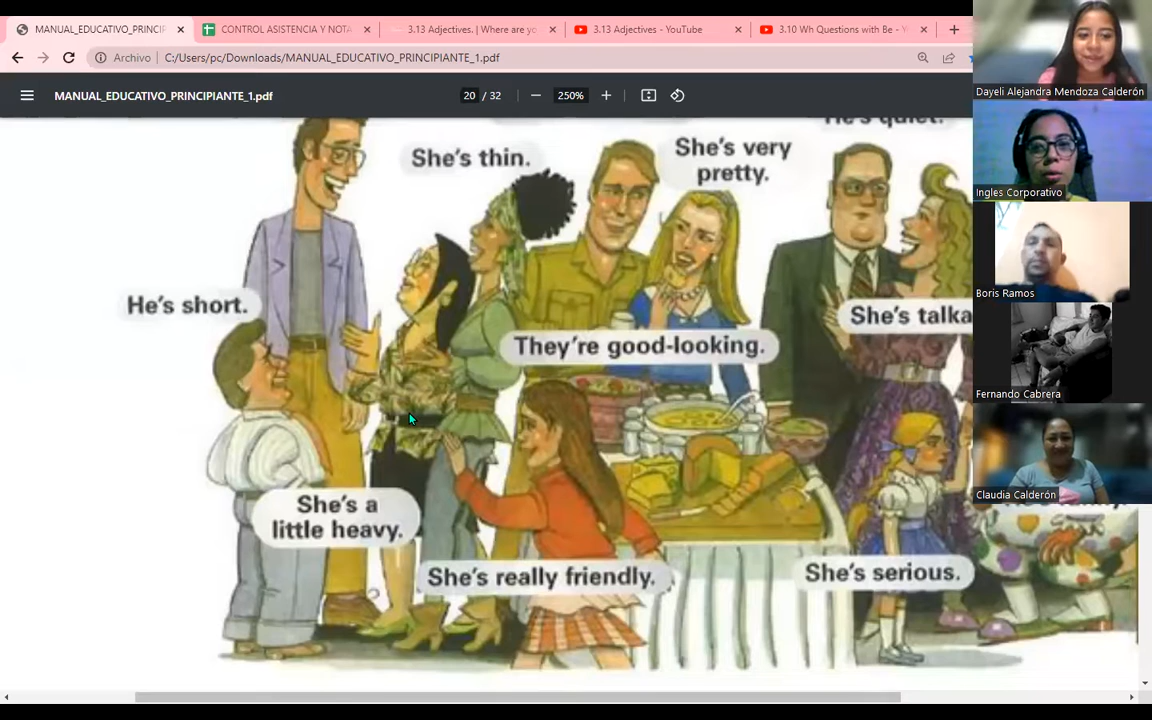 MANUAL_EDUCATIVO_PRINCIP
CONTROL ASISTENCIA Y NOTA
3.13 Adjectives. | Where are yo
3.13 Adjectives - YouTube
3.10 Wh Questions with Be - Y
Archivo
C:/Users/pc/Downloads/MANUAL_EDUCATIVO_PRINCIPIANTE_1.pdf
MANUAL_EDUCATIVO_PRINCIPIANTE_1.pdf
20 / 32
250%
Dayeli Alejandra Mendoza Calderón
Ingles Corporativo
Boris Ramos
Fernando Cabrera
Claudia Calderón
He's quiet.
She's thin.
She's very
pretty.
He's short.
They're good-looking.
She's talka
She's a
little heavy.
She's really friendly.
She's serious.